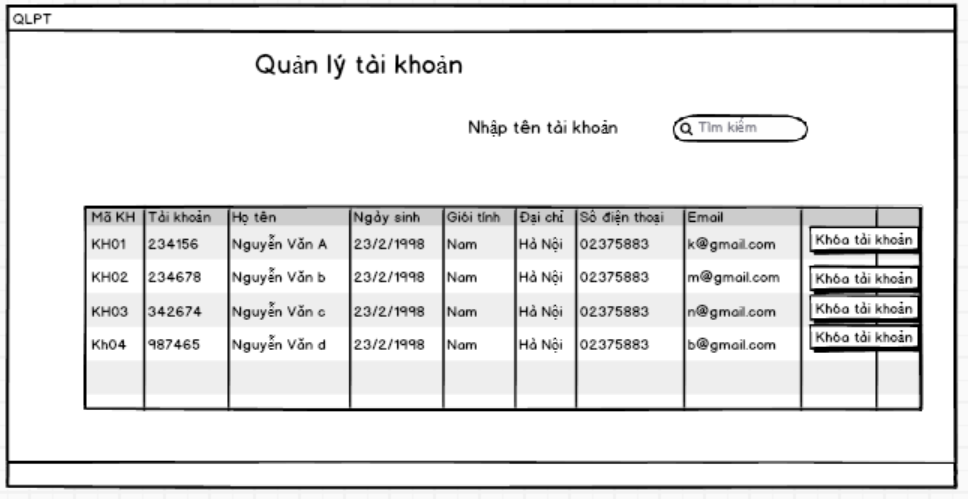 QLPT
Quản lý tài khoản
Nhập tên tài khoản Tìm kiếm
Mã KH Tài khoản Họ tên Ngày sinh Giói tính Đại chỉ Sô điện thoại Email
KH01 234156 Nguyễn Văn A 23/2/1998 Nam Hà Nội 02375883 k@gmail.com Khóa tài khoản
KH02 234678 Nguyễn Văn b 23/2/1998 Nam Hà Nội 02375883 m@gmail.com Khóa tài khoản
KH03 342674 Nguyễn Văn c 23/2/1998 Nam Hà Nội 02375883 n@gmail.com Khóa tài khoản
Kh04 987465 Nguyễn Văn d 23/2/1998 Nam Hà Nội 02375883 b@gmail.com Khóa tài khoản